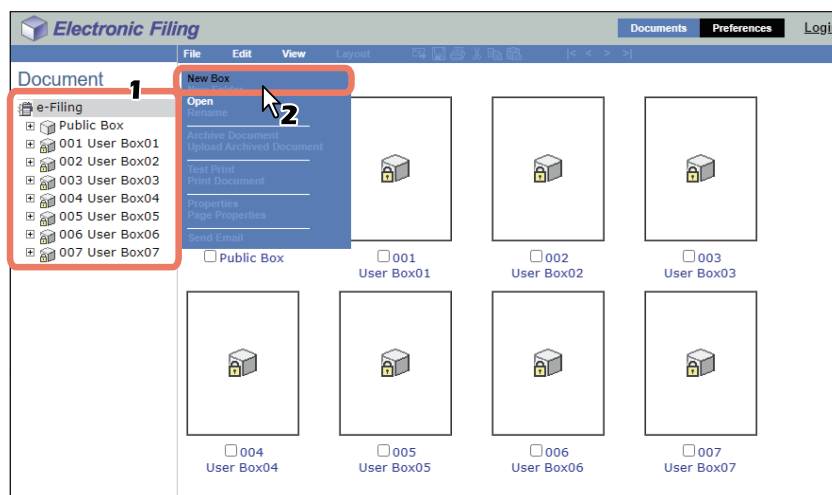 Electronic Filing
Documents Preferences Logi
File Edit View Layout |< < > >|
Document
1
e-Filing
Public Box
001 User Box01
002 User Box02
003 User Box03
004 User Box04
005 User Box05
006 User Box06
007 User Box07
New Box
New Folder
2
Open
Rename
Archive Document
Upload Archived Document
Test Print
Print Document
Properties
Page Properties
Send Email
Public Box
001
User Box01
002
User Box02
003
User Box03
004
User Box04
005
User Box05
006
User Box06
007
User Box07